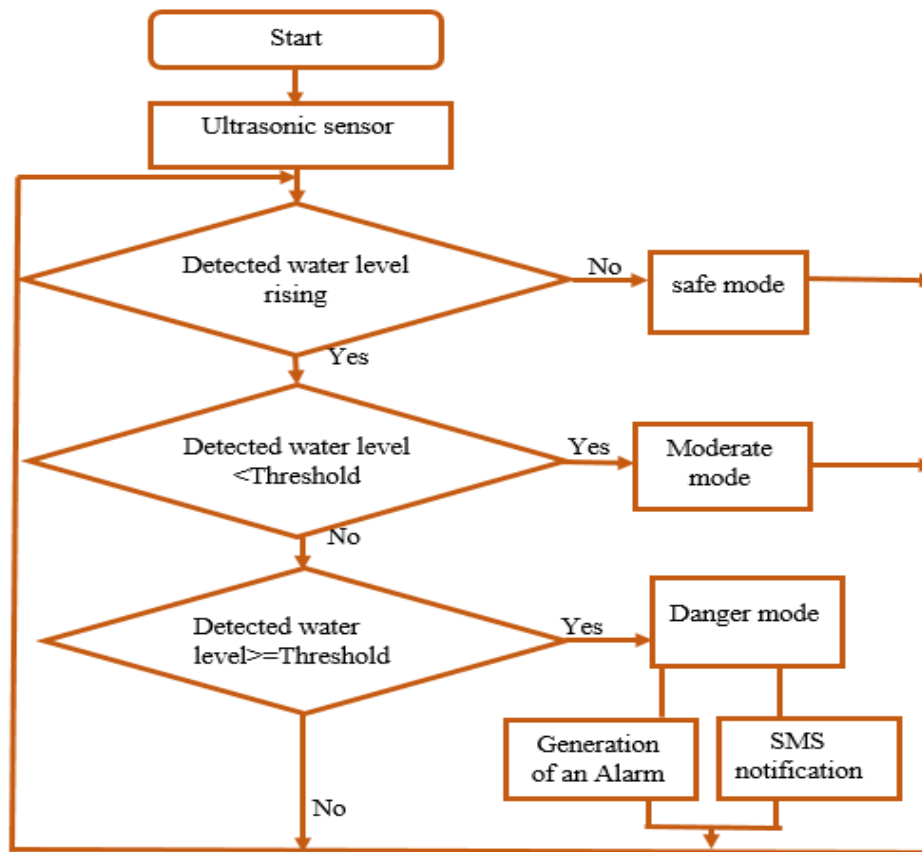 Start
Ultrasonic sensor
Detected water level
rising
No
safe mode
Yes
Detected water level
<Threshold
Yes
Moderate
mode
No
Detected water
level>=Threshold
Yes
Danger mode
Generation
of an Alarm
SMS
notification
No